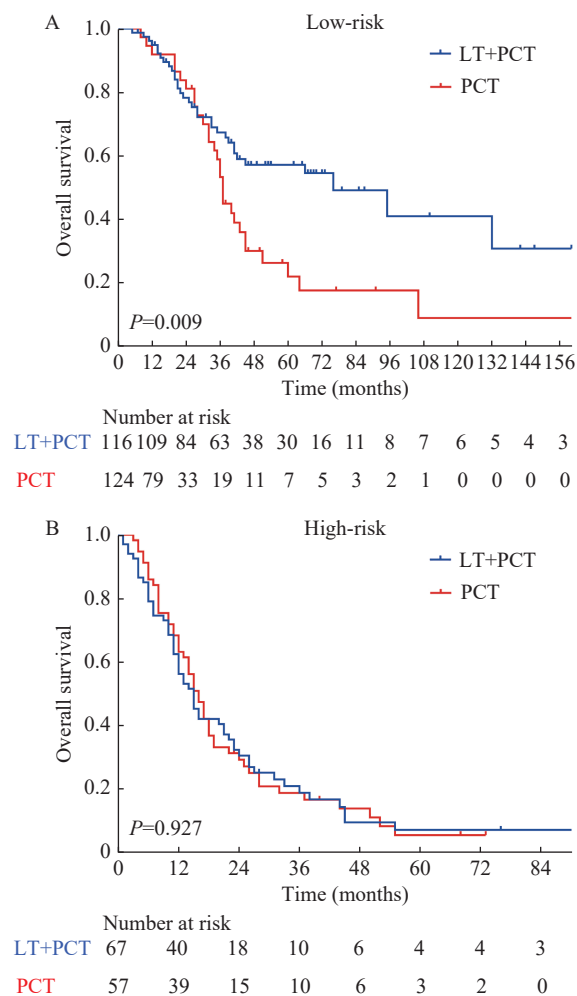 A Low-risk
LT+PCT
PCT
Overall survival
1.0
0.8
0.6
0.4
0.2
0
P=0.009
0 12 24 36 48 60 72 84 96 108 120 132 144 156
Time (months)
Number at risk
LT+PCT 116 109 84 63 38 30 16 11 8 7 6 5 4 3
PCT 124 79 33 19 11 7 5 3 2 1 0 0 0 0
B High-risk
LT+PCT
PCT
Overall survival
1.0
0.8
0.6
0.4
0.2
0
P=0.927
0 12 24 36 48 60 72 84
Time (months)
Number at risk
LT+PCT 67 40 18 10 6 4 4 3
PCT 57 39 15 10 6 3 2 0